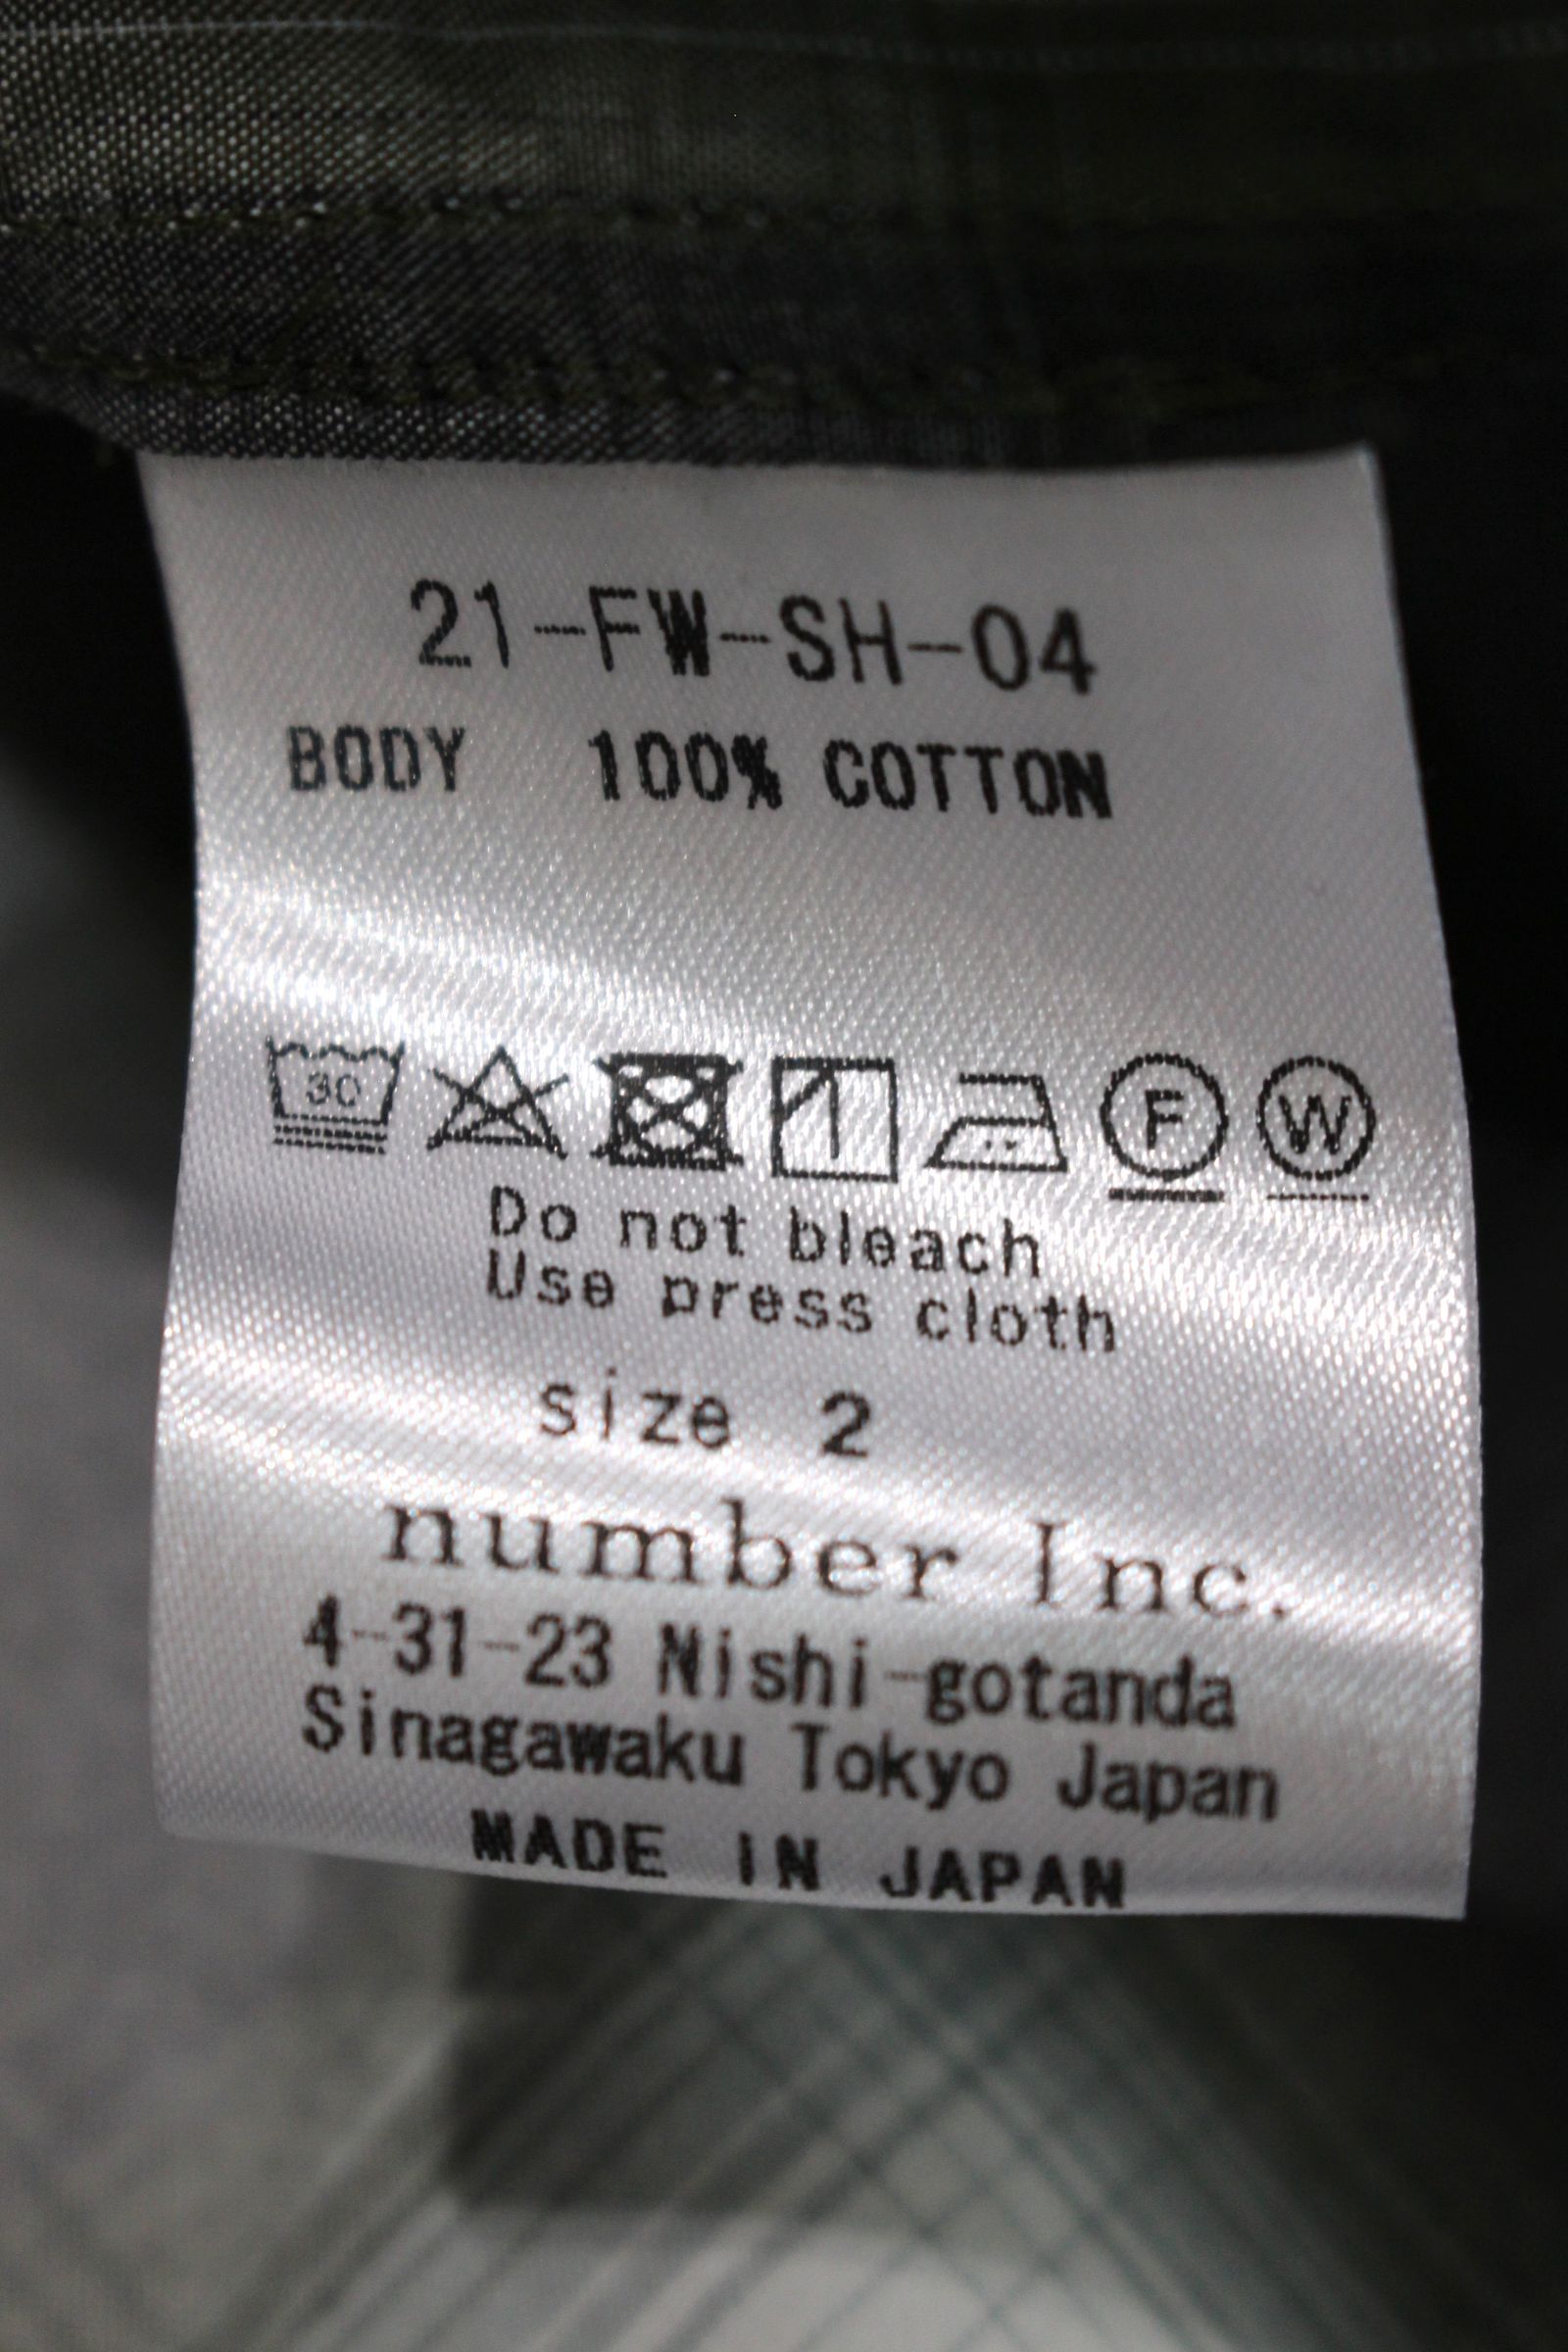 21-FW-SH-04
BODY 100% COTTON
30 F W
Do not bleach
Use press cloth
size 2
number Inc.
4-31-23 Nishi-gotanda
Sinagawaku Tokyo Japan
MADE IN JAPAN